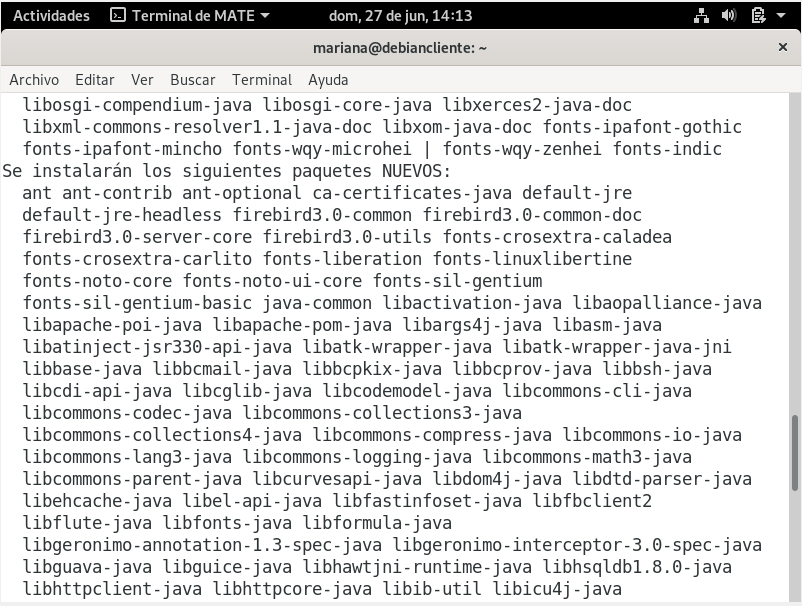 Actividades Terminal de MATE dom, 27 de jun, 14:13
mariana@debiancliente: ~
Archivo Editar Ver Buscar Terminal Ayuda
libosgi-compendium-java libosgi-core-java libxerces2-java-doc
libxml-commons-resolver1.1-java-doc libxom-java-doc fonts-ipafont-gothic
fonts-ipafont-mincho fonts-wqy-microhei | fonts-wqy-zenhei fonts-indic
Se instalarán los siguientes paquetes NUEVOS:
ant ant-contrib ant-optional ca-certificates-java default-jre
default-jre-headless firebird3.0-common firebird3.0-common-doc
firebird3.0-server-core firebird3.0-utils fonts-crosextra-caladea
fonts-crosextra-carlito fonts-liberation fonts-linuxlibertine
fonts-noto-core fonts-noto-ui-core fonts-sil-gentium
fonts-sil-gentium-basic java-common libactivation-java libaopalliance-java
libapache-poi-java libapache-pom-java libargs4j-java libasm-java
libatinject-jsr330-api-java libatk-wrapper-java libatk-wrapper-java-jni
libbase-java libbcmail-java libbcpkix-java libbcprov-java libbsh-java
libcdi-api-java libcglib-java libcodemodel-java libcommons-cli-java
libcommons-codec-java libcommons-collections3-java
libcommons-collections4-java libcommons-compress-java libcommons-io-java
libcommons-lang3-java libcommons-logging-java libcommons-math3-java
libcommons-parent-java libcurvesapi-java libdom4j-java libdtd-parser-java
libehcache-java libel-api-java libfastinfoset-java libfbclient2
libflute-java libfonts-java libformula-java
libgeronimo-annotation-1.3-spec-java libgeronimo-interceptor-3.0-spec-java
libguava-java libguice-java libhawtjni-runtime-java libhsqldb1.8.0-java
libhttpclient-java libhttpcore-java libib-util libicu4j-java